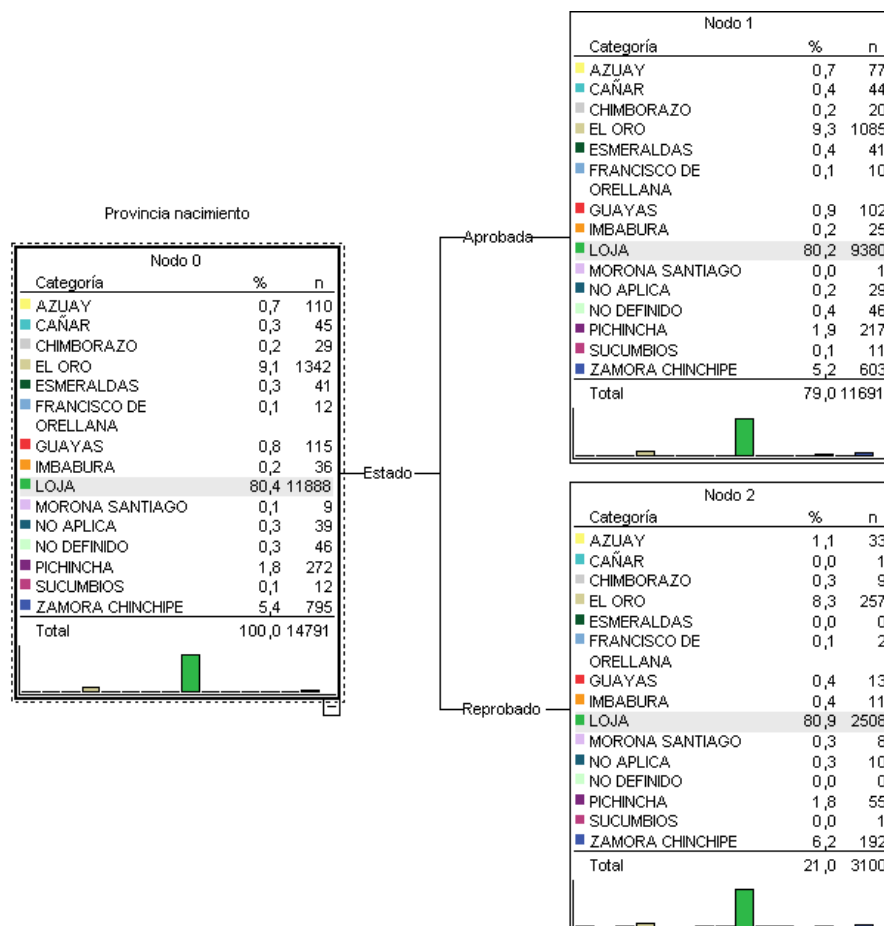 Provincia nacimiento
Nodo 0
Categoría % n
AZUAY 0,7 110
CAÑAR 0,3 45
CHIMBORAZO 0,2 29
EL ORO 9,1 1342
ESMERALDAS 0,3 41
FRANCISCO DE 0,1 12
ORELLANA
GUAYAS 0,8 115
IMBABURA 0,2 36
LOJA 80,4 11888
MORONA SANTIAGO 0,1 9
NO APLICA 0,3 39
NO DEFINIDO 0,3 46
PICHINCHA 1,8 272
SUCUMBIOS 0,1 12
ZAMORA CHINCHIPE 5,4 795
Total 100,0 14791
Estado
Aprobada
Nodo 1
Categoría % n
AZUAY 0,7 77
CAÑAR 0,4 44
CHIMBORAZO 0,2 20
EL ORO 9,3 1085
ESMERALDAS 0,4 41
FRANCISCO DE 0,1 10
ORELLANA
GUAYAS 0,9 102
IMBABURA 0,2 25
LOJA 80,2 9380
MORONA SANTIAGO 0,0 1
NO APLICA 0,2 29
NO DEFINIDO 0,4 46
PICHINCHA 1,9 217
SUCUMBIOS 0,1 11
ZAMORA CHINCHIPE 5,2 603
Total 79,0 11691
Reprobado
Nodo 2
Categoría % n
AZUAY 1,1 33
CAÑAR 0,0 1
CHIMBORAZO 0,3 9
EL ORO 8,3 257
ESMERALDAS 0,0 0
FRANCISCO DE 0,1 2
ORELLANA
GUAYAS 0,4 13
IMBABURA 0,4 11
LOJA 80,9 2508
MORONA SANTIAGO 0,3 8
NO APLICA 0,3 10
NO DEFINIDO 0,0 0
PICHINCHA 1,8 55
SUCUMBIOS 0,0 1
ZAMORA CHINCHIPE 6,2 192
Total 21,0 3100